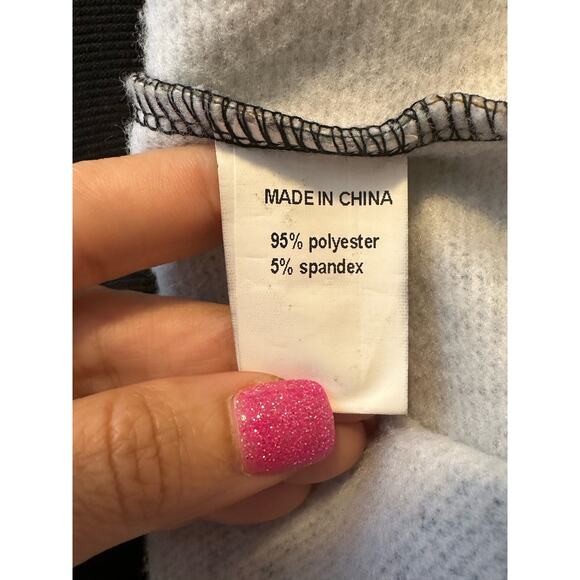 MADE IN CHINA
95% polyester
5% spandex